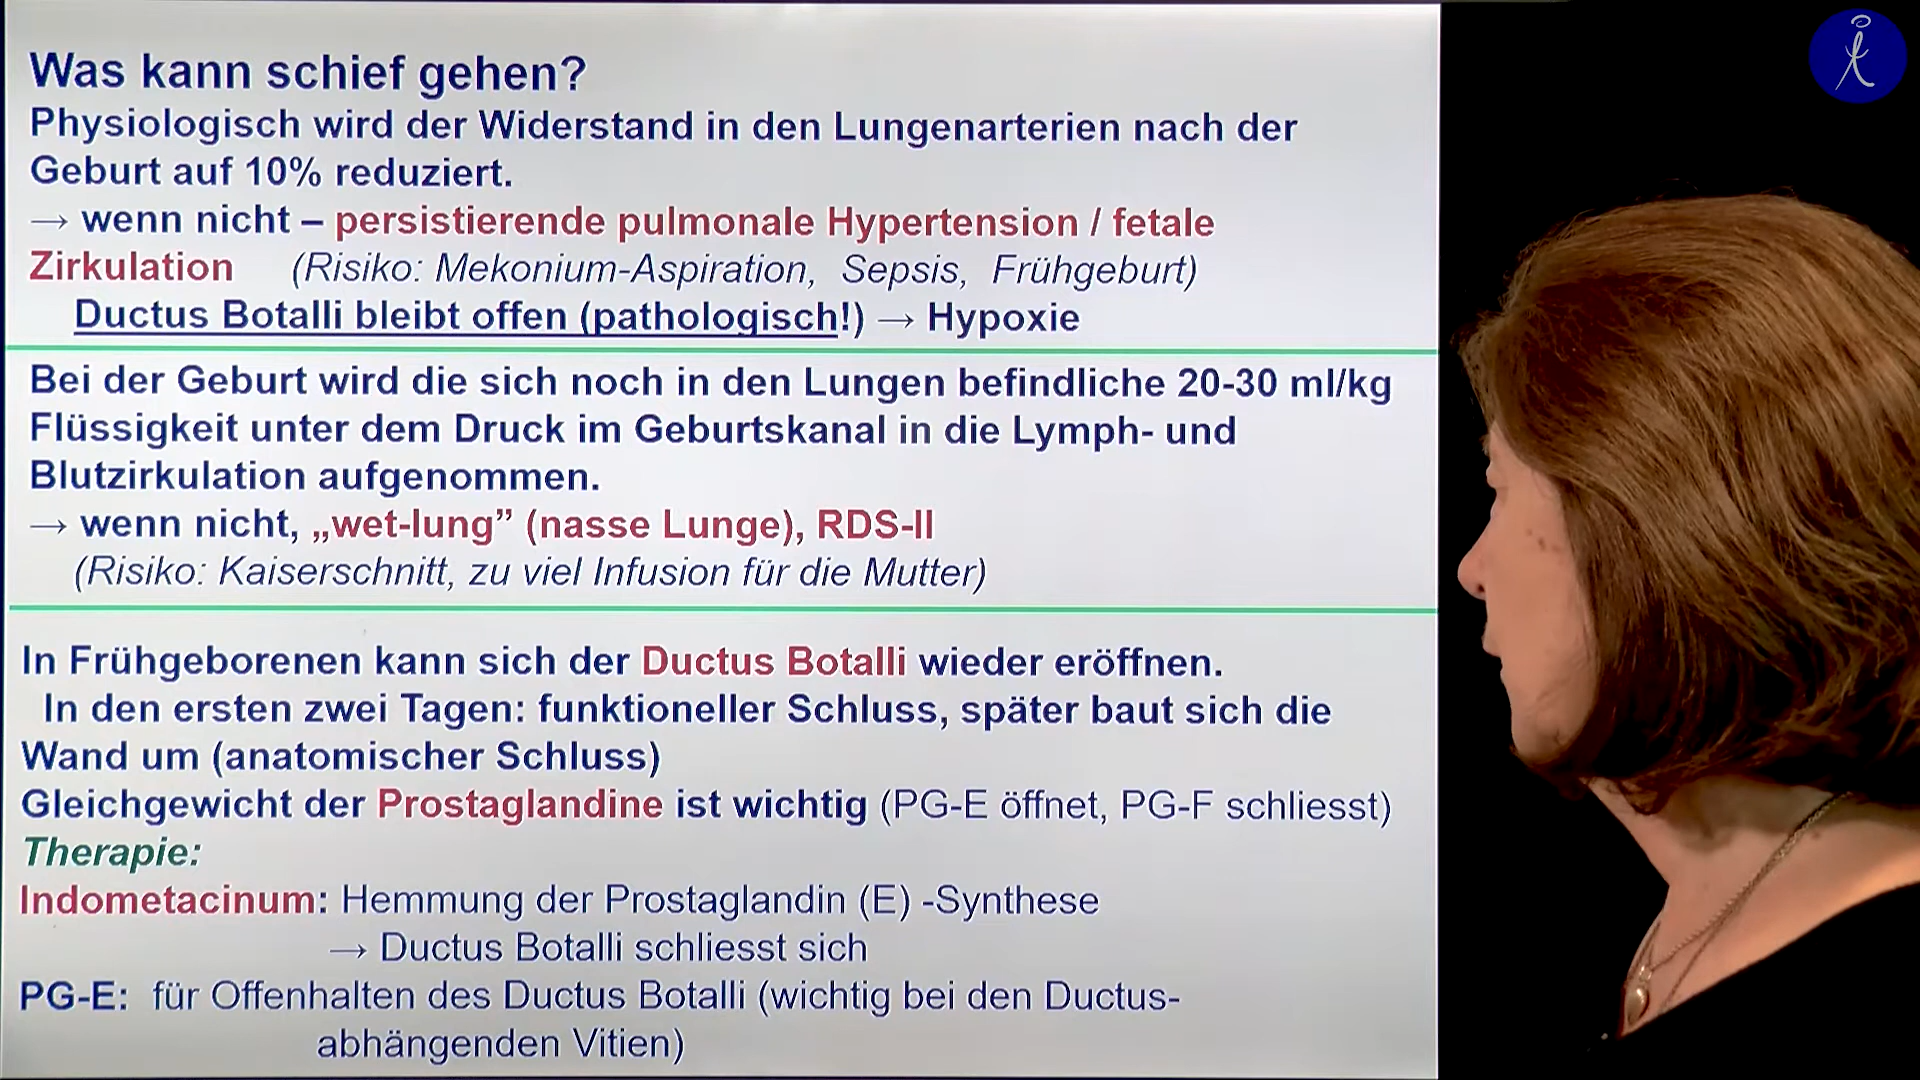 Was kann schief gehen?
Physiologisch wird der Widerstand in den Lungenarterien nach der
Geburt auf 10% reduziert.
→ wenn nicht – persistierende pulmonale Hypertension / fetale
Zirkulation (Risiko: Mekonium-Aspiration, Sepsis, Frühgeburt)
Ductus Botalli bleibt offen (pathologisch!) → Hypoxie
Bei der Geburt wird die sich noch in den Lungen befindliche 20-30 ml/kg
Flüssigkeit unter dem Druck im Geburtskanal in die Lymph- und
Blutzirkulation aufgenommen.
→ wenn nicht, „wet-lung” (nasse Lunge), RDS-II
(Risiko: Kaiserschnitt, zu viel Infusion für die Mutter)
In Frühgeborenen kann sich der Ductus Botalli wieder eröffnen.
In den ersten zwei Tagen: funktioneller Schluss, später baut sich die
Wand um (anatomischer Schluss)
Gleichgewicht der Prostaglandine ist wichtig (PG-E öffnet, PG-F schliesst)
Therapie:
Indometacinum: Hemmung der Prostaglandin (E) -Synthese
→ Ductus Botalli schliesst sich
PG-E: für Offenhalten des Ductus Botalli (wichtig bei den Ductus-
abhängenden Vitien)